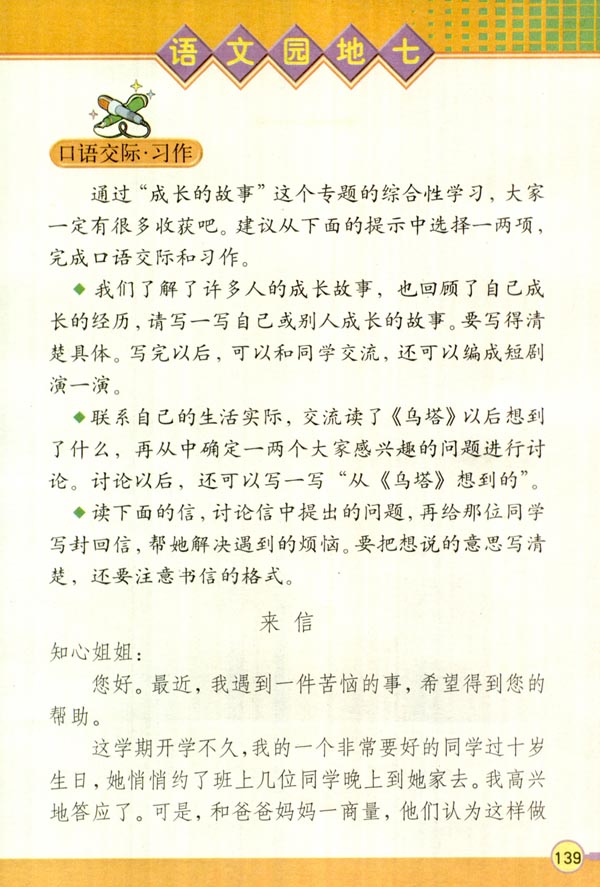 语文园地七
口语交际·习作
通过“成长的故事”这个专题的综合性学习，大家
一定有很多收获吧。建议从下面的提示中选择一两项，
完成口语交际和习作。
◆ 我们了解了许多人的成长故事，也回顾了自己成
长的经历，请写一写自己或别人成长的故事。要写得清
楚具体。写完以后，可以和同学交流，还可以编成短剧
演一演。
◆ 联系自己的生活实际，交流读了《乌塔》以后想到
了什么，再从中确定一两个大家感兴趣的问题进行讨
论。讨论以后，还可以写一写“从《乌塔》想到的”。
◆ 读下面的信，讨论信中提出的问题，再给那位同学
写封回信，帮她解决遇到的烦恼。要把想说的意思写清
楚，还要注意书信的格式。
来信
知心姐姐：
您好。最近，我遇到一件苦恼的事，希望得到您的
帮助。
这学期开学不久，我的一个非常要好的同学过十岁
生日，她悄悄约了班上几位同学晚上到她家去。我高兴
地答应了。可是，和爸爸妈妈一商量，他们认为这样做
139